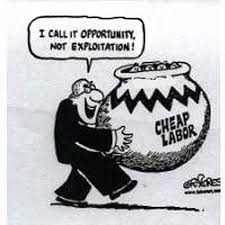 I CALL IT OPPORTUNITY,
NOT EXPLOITATION!
CHEAP
LABOR